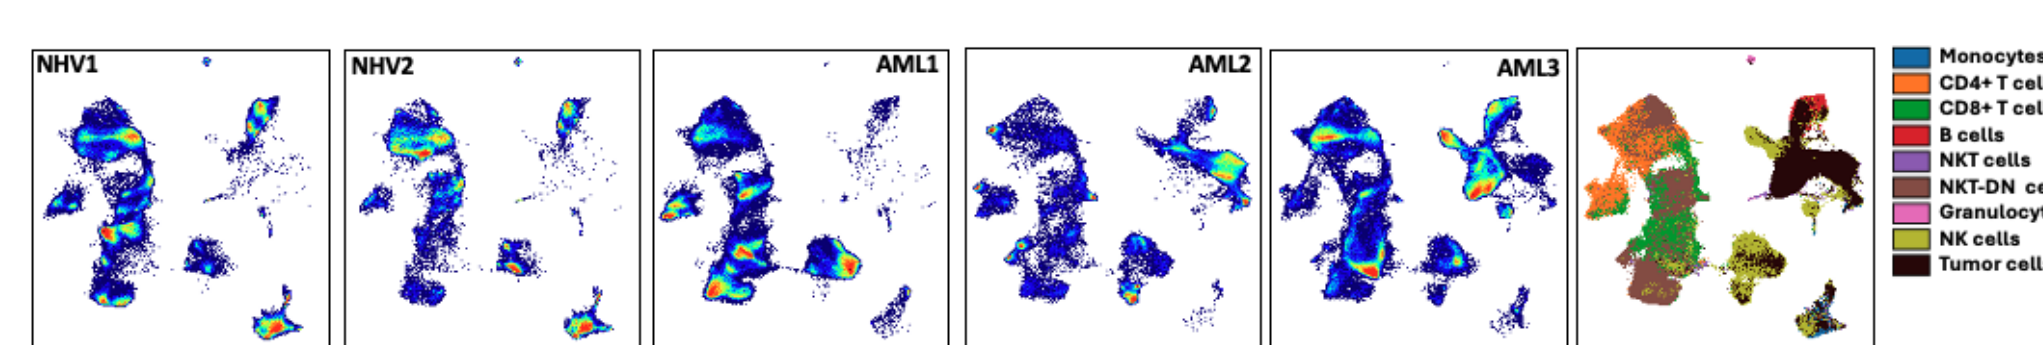 NHV1
NHV2
AML1
AML2
AML3
Monocytes
CD4+ T cel
CD8+ T cel
B cells
NKT cells
NKT-DN ce
Granulocyt
NK cells
Tumor cell